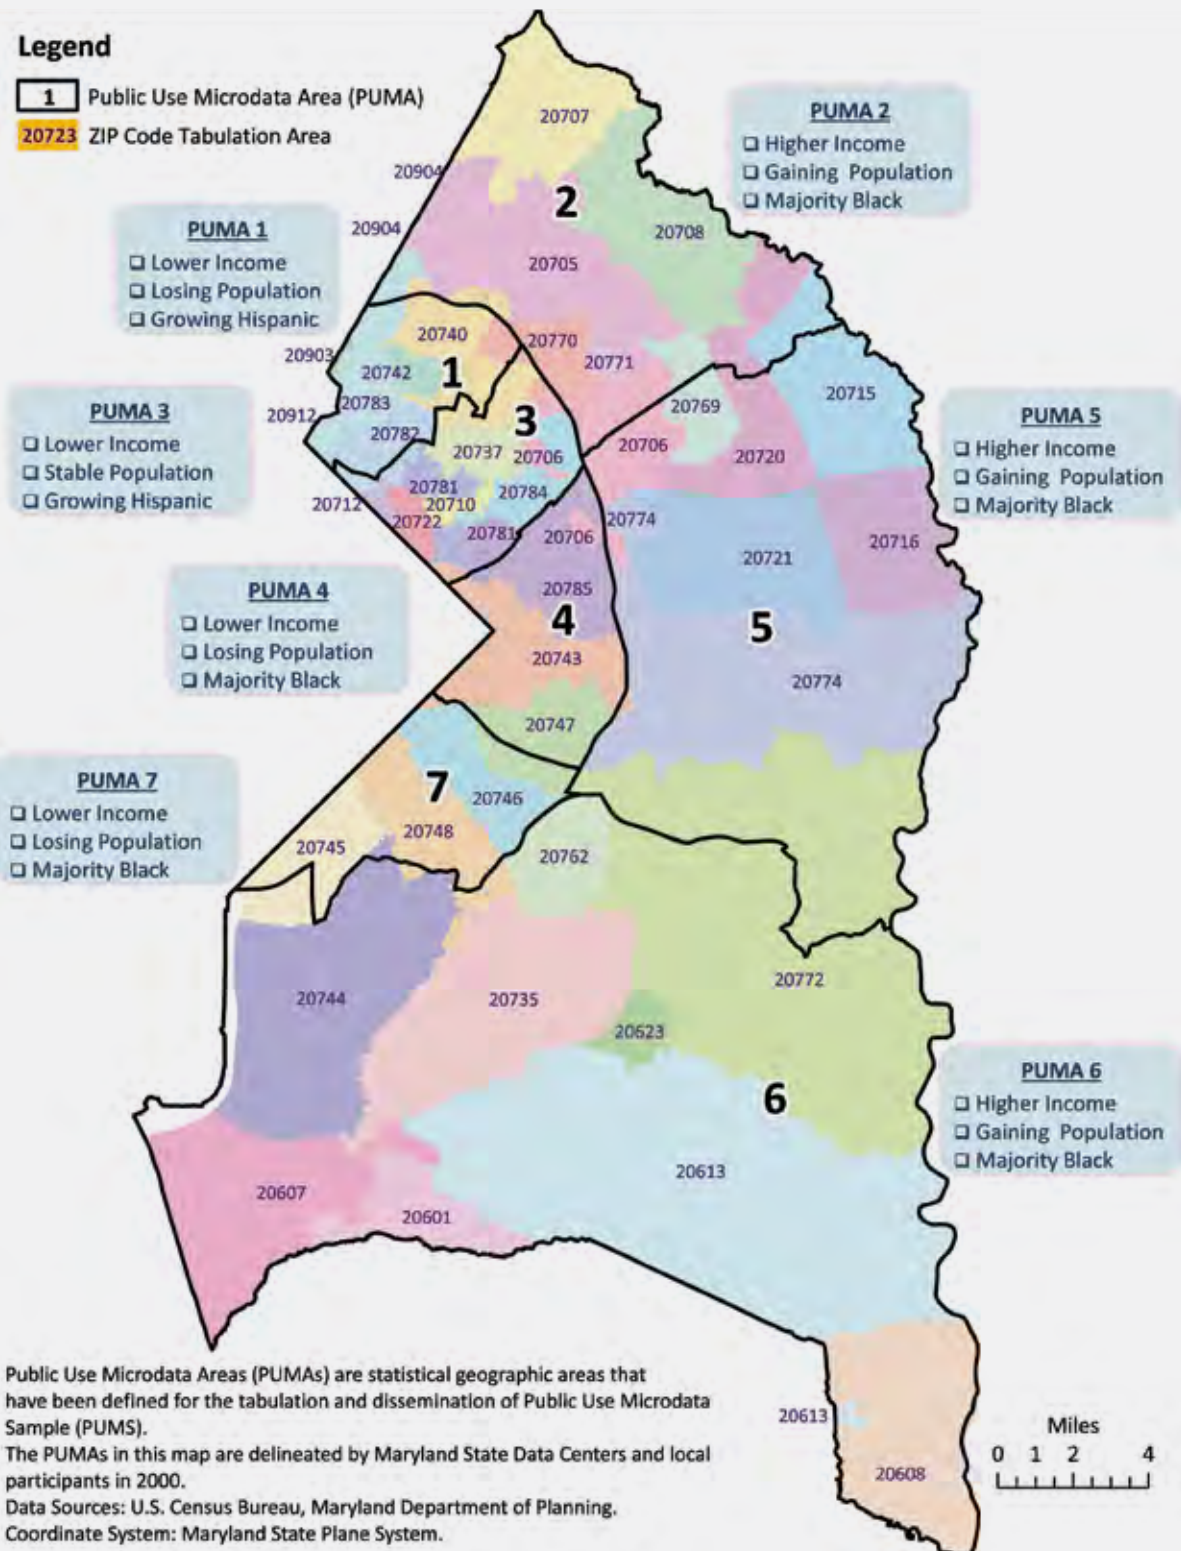 Legend
1 Public Use Microdata Area (PUMA)
20723 ZIP Code Tabulation Area
PUMA 2
❑ Higher Income
❑ Gaining Population
❑ Majority Black
PUMA 1
❑ Lower Income
❑ Losing Population
❑ Growing Hispanic
PUMA 3
❑ Lower Income
❑ Stable Population
❑ Growing Hispanic
PUMA 5
❑ Higher Income
❑ Gaining Population
❑ Majority Black
PUMA 4
❑ Lower Income
❑ Losing Population
❑ Majority Black
PUMA 7
❑ Lower Income
❑ Losing Population
❑ Majority Black
PUMA 6
❑ Higher Income
❑ Gaining Population
❑ Majority Black
20707
20904
2
20904
20708
20705
20740
20770
20903
20771
20742
1
20715
20783
20769
20912
3
20782
20737
20706
20706
20720
20781
20784
20712
20710
20722
20774
20781
20706
20716
20721
20785
4
5
20743
20774
20747
7
20746
20748
20745
20762
20772
20744
20735
20623
6
20613
20607
20601
20613
20608
Public Use Microdata Areas (PUMAs) are statistical geographic areas that
have been defined for the tabulation and dissemination of Public Use Microdata
Sample (PUMS).
The PUMAs in this map are delineated by Maryland State Data Centers and local
participants in 2000.
Data Sources: U.S. Census Bureau, Maryland Department of Planning.
Coordinate System: Maryland State Plane System.
Miles
0 1 2 4